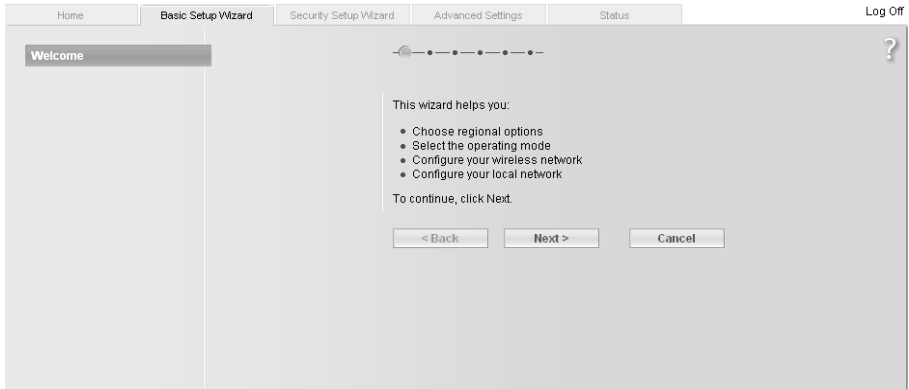 Home Basic Setup Wizard Security Setup Wizard Advanced Settings Status Log Off
Welcome
?
This wizard helps you:
• Choose regional options
• Select the operating mode
• Configure your wireless network
• Configure your local network
To continue, click Next.
< Back Next > Cancel